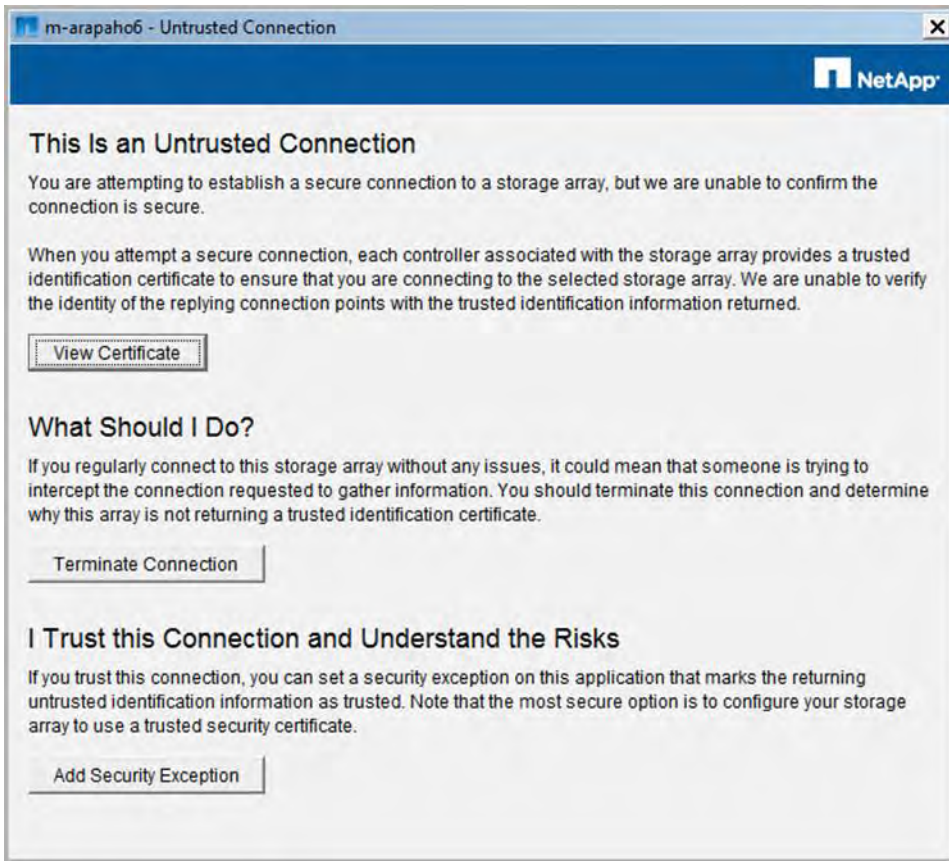 m-arapaho6 - Untrusted Connection
NetApp
This Is an Untrusted Connection
You are attempting to establish a secure connection to a storage array, but we are unable to confirm the
connection is secure.
When you attempt a secure connection, each controller associated with the storage array provides a trusted
identification certificate to ensure that you are connecting to the selected storage array. We are unable to verify
the identity of the replying connection points with the trusted identification information returned.
View Certificate
What Should I Do?
If you regularly connect to this storage array without any issues, it could mean that someone is trying to
intercept the connection requested to gather information. You should terminate this connection and determine
why this array is not returning a trusted identification certificate.
Terminate Connection
I Trust this Connection and Understand the Risks
If you trust this connection, you can set a security exception on this application that marks the returning
untrusted identification information as trusted. Note that the most secure option is to configure your storage
array to use a trusted security certificate.
Add Security Exception